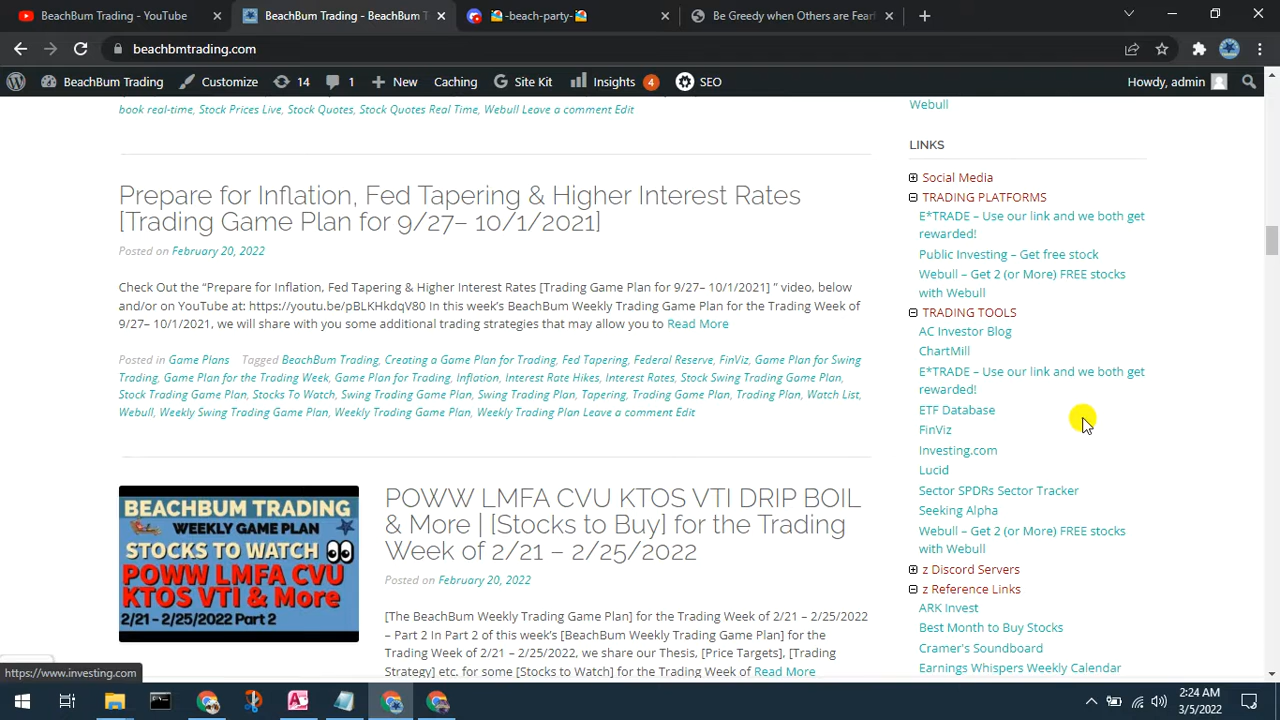 BeachBum Trading - YouTube
BeachBum Trading - BeachBum T
-beach-party-
Be Greedy when Others are Fearf
beachbmtrading.com
BeachBum Trading
Customize
14
1
New
Caching
Site Kit
Insights 4
SEO
Howdy, admin
book real-time, Stock Prices Live, Stock Quotes, Stock Quotes Real Time, Webull Leave a comment Edit
Prepare for Inflation, Fed Tapering & Higher Interest Rates
[Trading Game Plan for 9/27– 10/1/2021]
Posted on February 20, 2022
Check Out the “Prepare for Inflation, Fed Tapering & Higher Interest Rates [Trading Game Plan for 9/27– 10/1/2021] ” video, below
and/or on YouTube at: https://youtu.be/pBLKHkdqV80 In this week’s BeachBum Weekly Trading Game Plan for the Trading Week of
9/27– 10/1/2021, we will share with you some additional trading strategies that may allow you to Read More
Posted in Game Plans Tagged BeachBum Trading, Creating a Game Plan for Trading, Fed Tapering, Federal Reserve, FinViz, Game Plan for Swing
Trading, Game Plan for the Trading Week, Game Plan for Trading, Inflation, Interest Rate Hikes, Interest Rates, Stock Swing Trading Game Plan,
Stock Trading Game Plan, Stocks To Watch, Swing Trading Game Plan, Swing Trading Plan, Tapering, Trading Game Plan, Trading Plan, Watch List,
Webull, Weekly Swing Trading Game Plan, Weekly Trading Game Plan, Weekly Trading Plan Leave a comment Edit
BEACHBUM TRADING
WEEKLY GAME PLAN
STOCKS TO WATCH
POWW LMFA CVU
KTOS VTI & More
2/21 – 2/25/2022 Part 2
POWW LMFA CVU KTOS VTI DRIP BOIL
& More | [Stocks to Buy] for the Trading
Week of 2/21 – 2/25/2022
Posted on February 20, 2022
[The BeachBum Weekly Trading Game Plan] for the Trading Week of 2/21 – 2/25/2022
– Part 2 In Part 2 of this week’s [BeachBum Weekly Trading Game Plan] for the
Trading Week of 2/21 – 2/25/2022, we share our Thesis, [Price Targets], [Trading
Strategy] etc. for some [Stocks to Watch] for the Trading Week of Read More
Webull
LINKS
Social Media
TRADING PLATFORMS
E*TRADE – Use our link and we both get
rewarded!
Public Investing – Get free stock
Webull – Get 2 (or More) FREE stocks
with Webull
TRADING TOOLS
AC Investor Blog
ChartMill
E*TRADE – Use our link and we both get
rewarded!
ETF Database
FinViz
Investing.com
Lucid
Sector SPDRs Sector Tracker
Seeking Alpha
Webull – Get 2 (or More) FREE stocks
with Webull
z Discord Servers
z Reference Links
ARK Invest
Best Month to Buy Stocks
Cramer's Soundboard
Earnings Whispers Weekly Calendar
https://www.investing.com
2:24 AM
3/5/2022